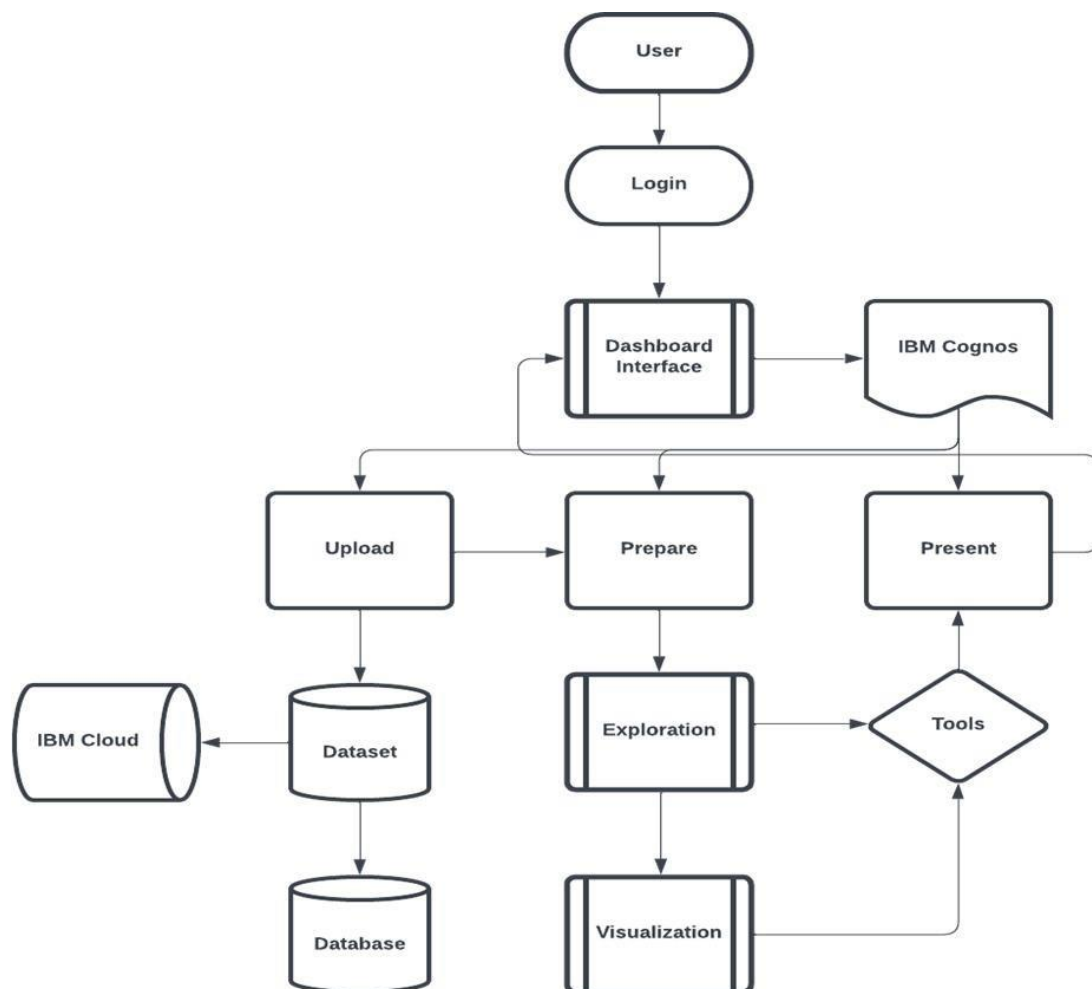 User
Login
Dashboard
Interface
IBM Cognos
Upload
Prepare
Present
IBM Cloud
Dataset
Exploration
Tools
Database
Visualization